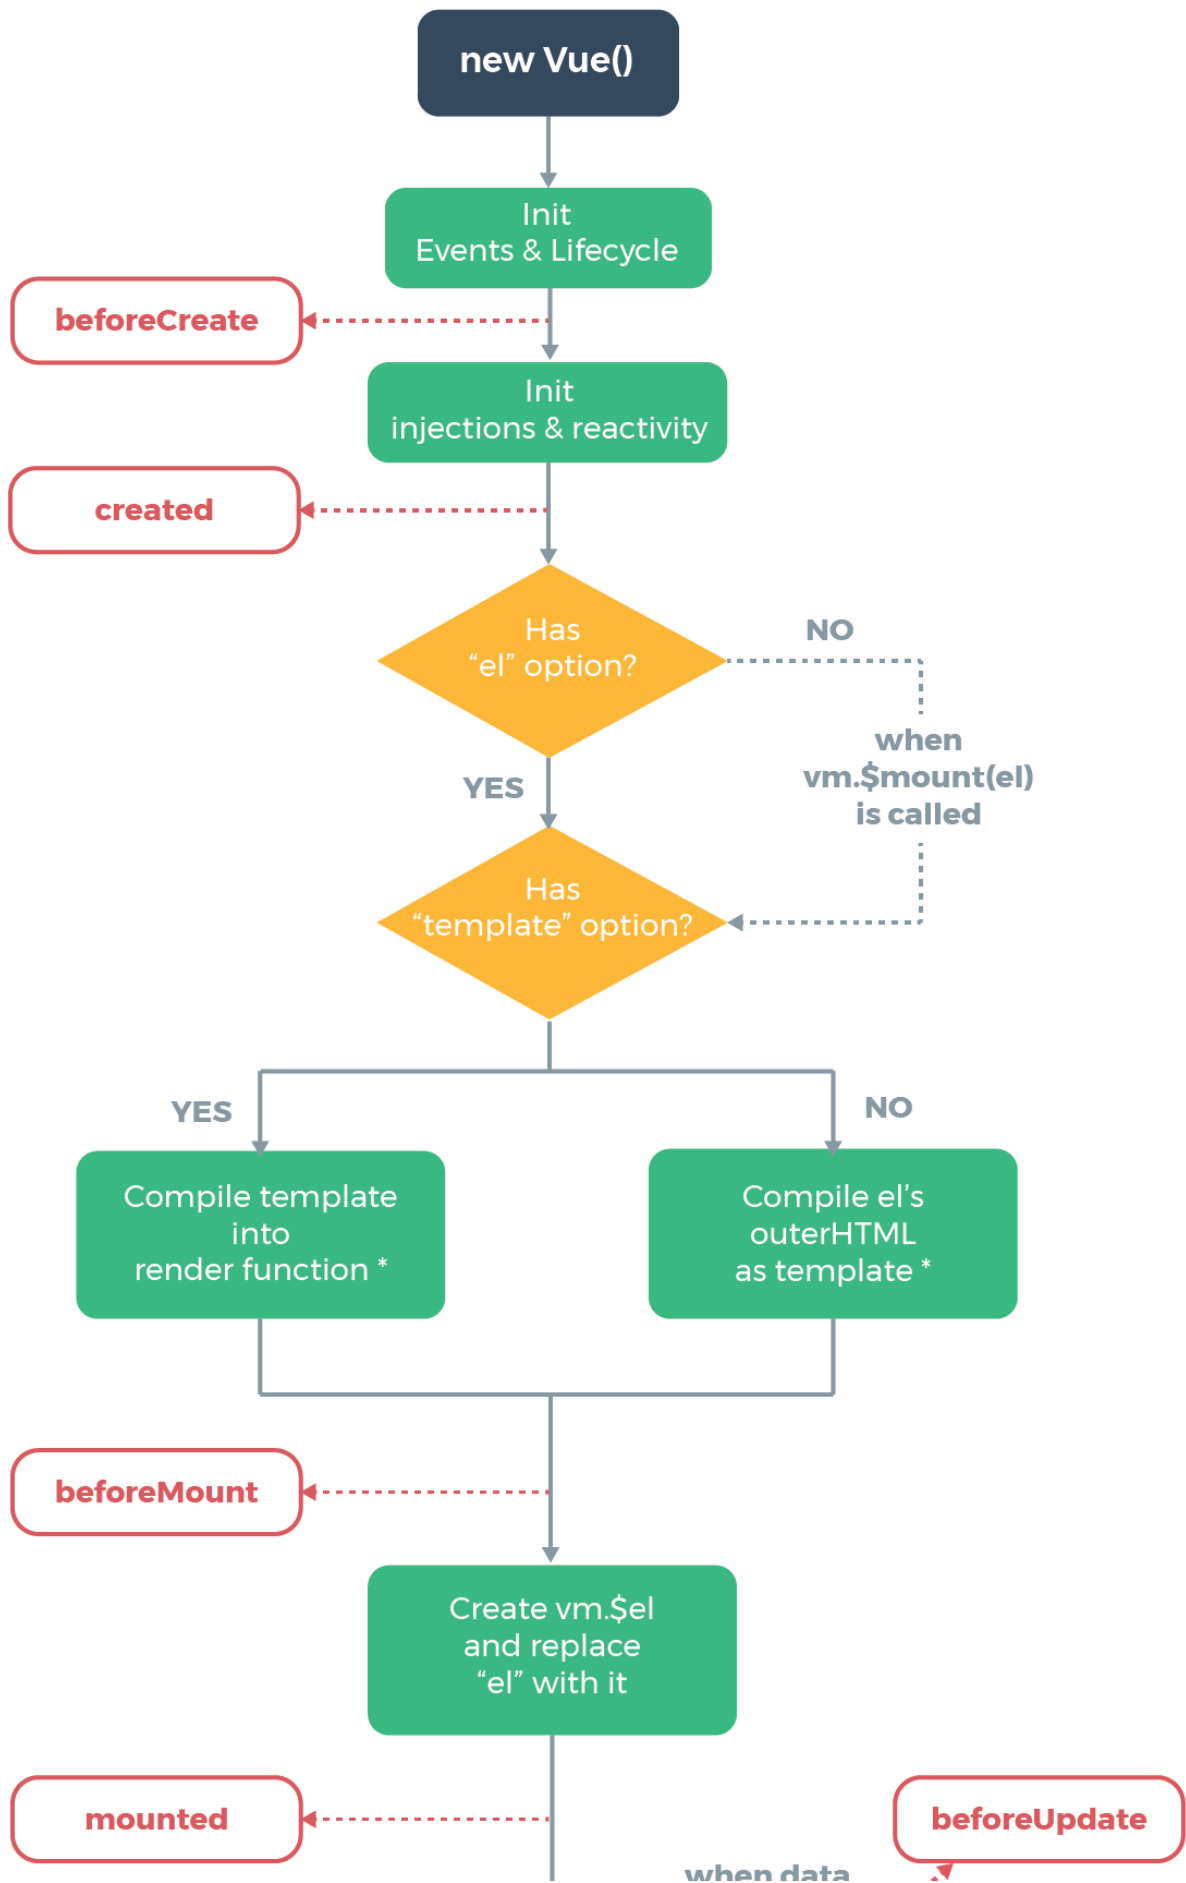 new Vue()
Init
Events & Lifecycle
beforeCreate
Init
injections & reactivity
created
Has
“el” option?
NO
when
vm.$mount(el)
is called
YES
Has
“template” option?
YES
NO
Compile template
into
render function *
Compile el’s
outerHTML
as template *
beforeMount
Create vm.$el
and replace
“el” with it
mounted
beforeUpdate
when data